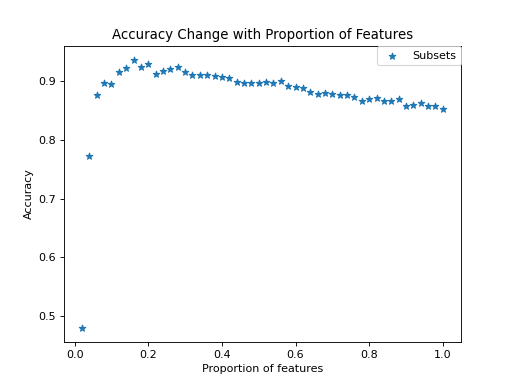 Accuracy Change with Proportion of Features
Subsets
0.9
0.8
0.7
0.6
0.5
Accuracy
0.0 0.2 0.4 0.6 0.8 1.0
Proportion of features